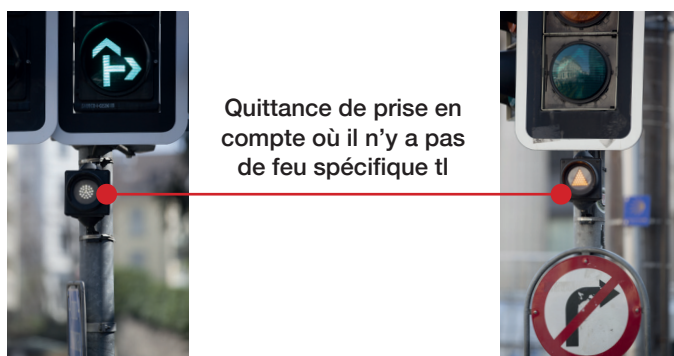 Quittance de prise en
compte où il n’y a pas
de feu spécifique tl